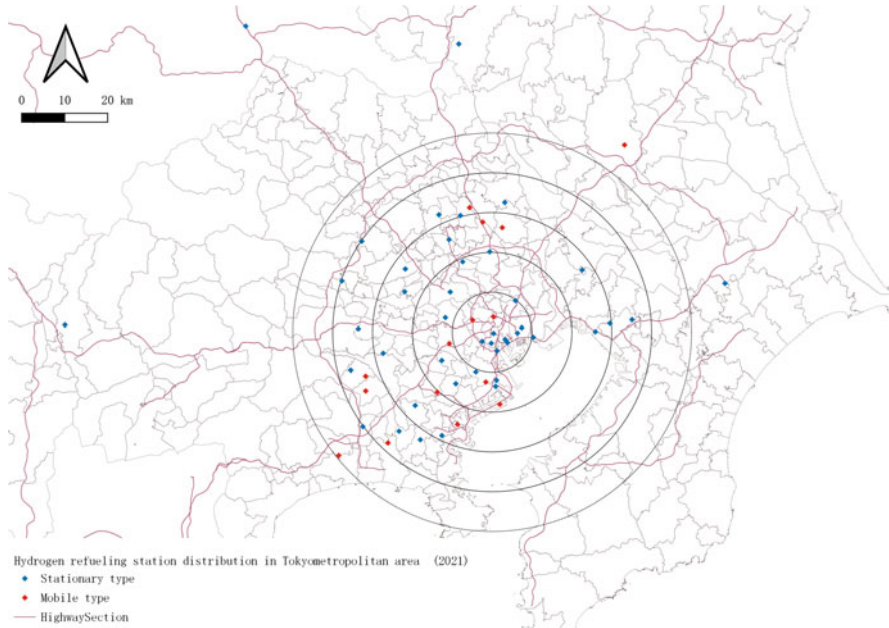 0 10 20 km
Hydrogen refueling station distribution in Tokyometropolitan area (2021)
Stationary type
Mobile type
HighwaySection